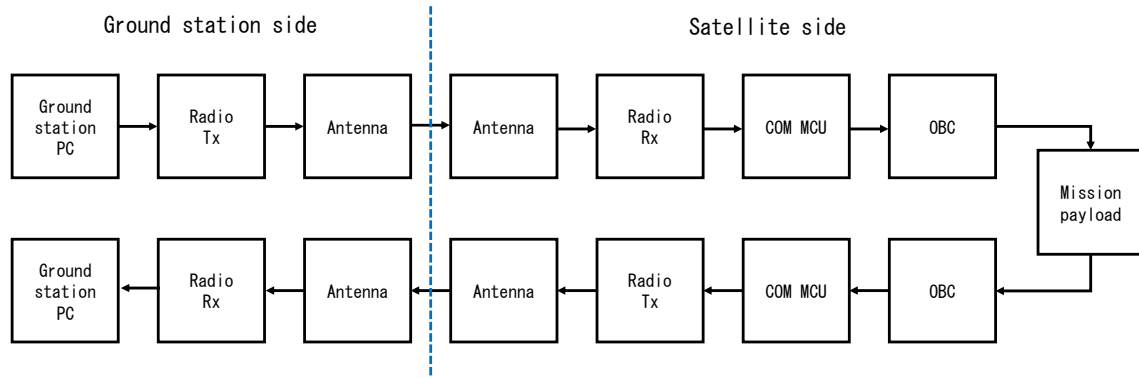 Ground station side
Satellite side
Ground
station
PC
Radio
Tx
Antenna
Antenna
Radio
Rx
COM MCU
OBC
Mission
payload
Ground
station
PC
Radio
Rx
Antenna
Antenna
Radio
Tx
COM MCU
OBC